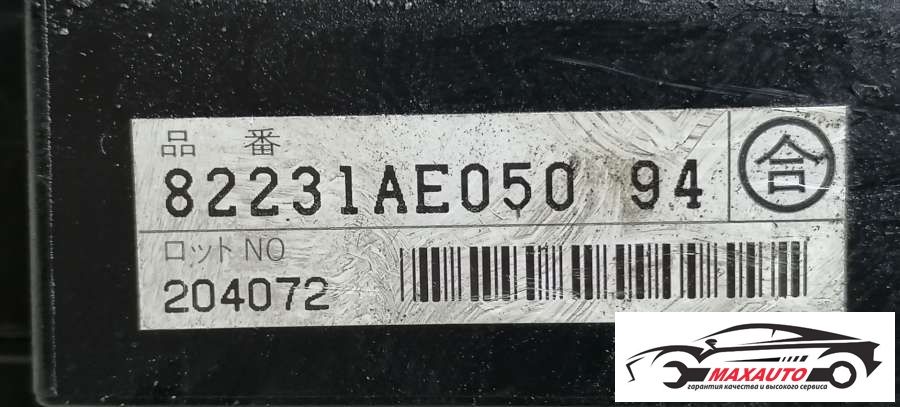 品 番
82231AE050 94
合
ロットNO
204072
MAXAUTO
гарантия качества и высокого сервиса